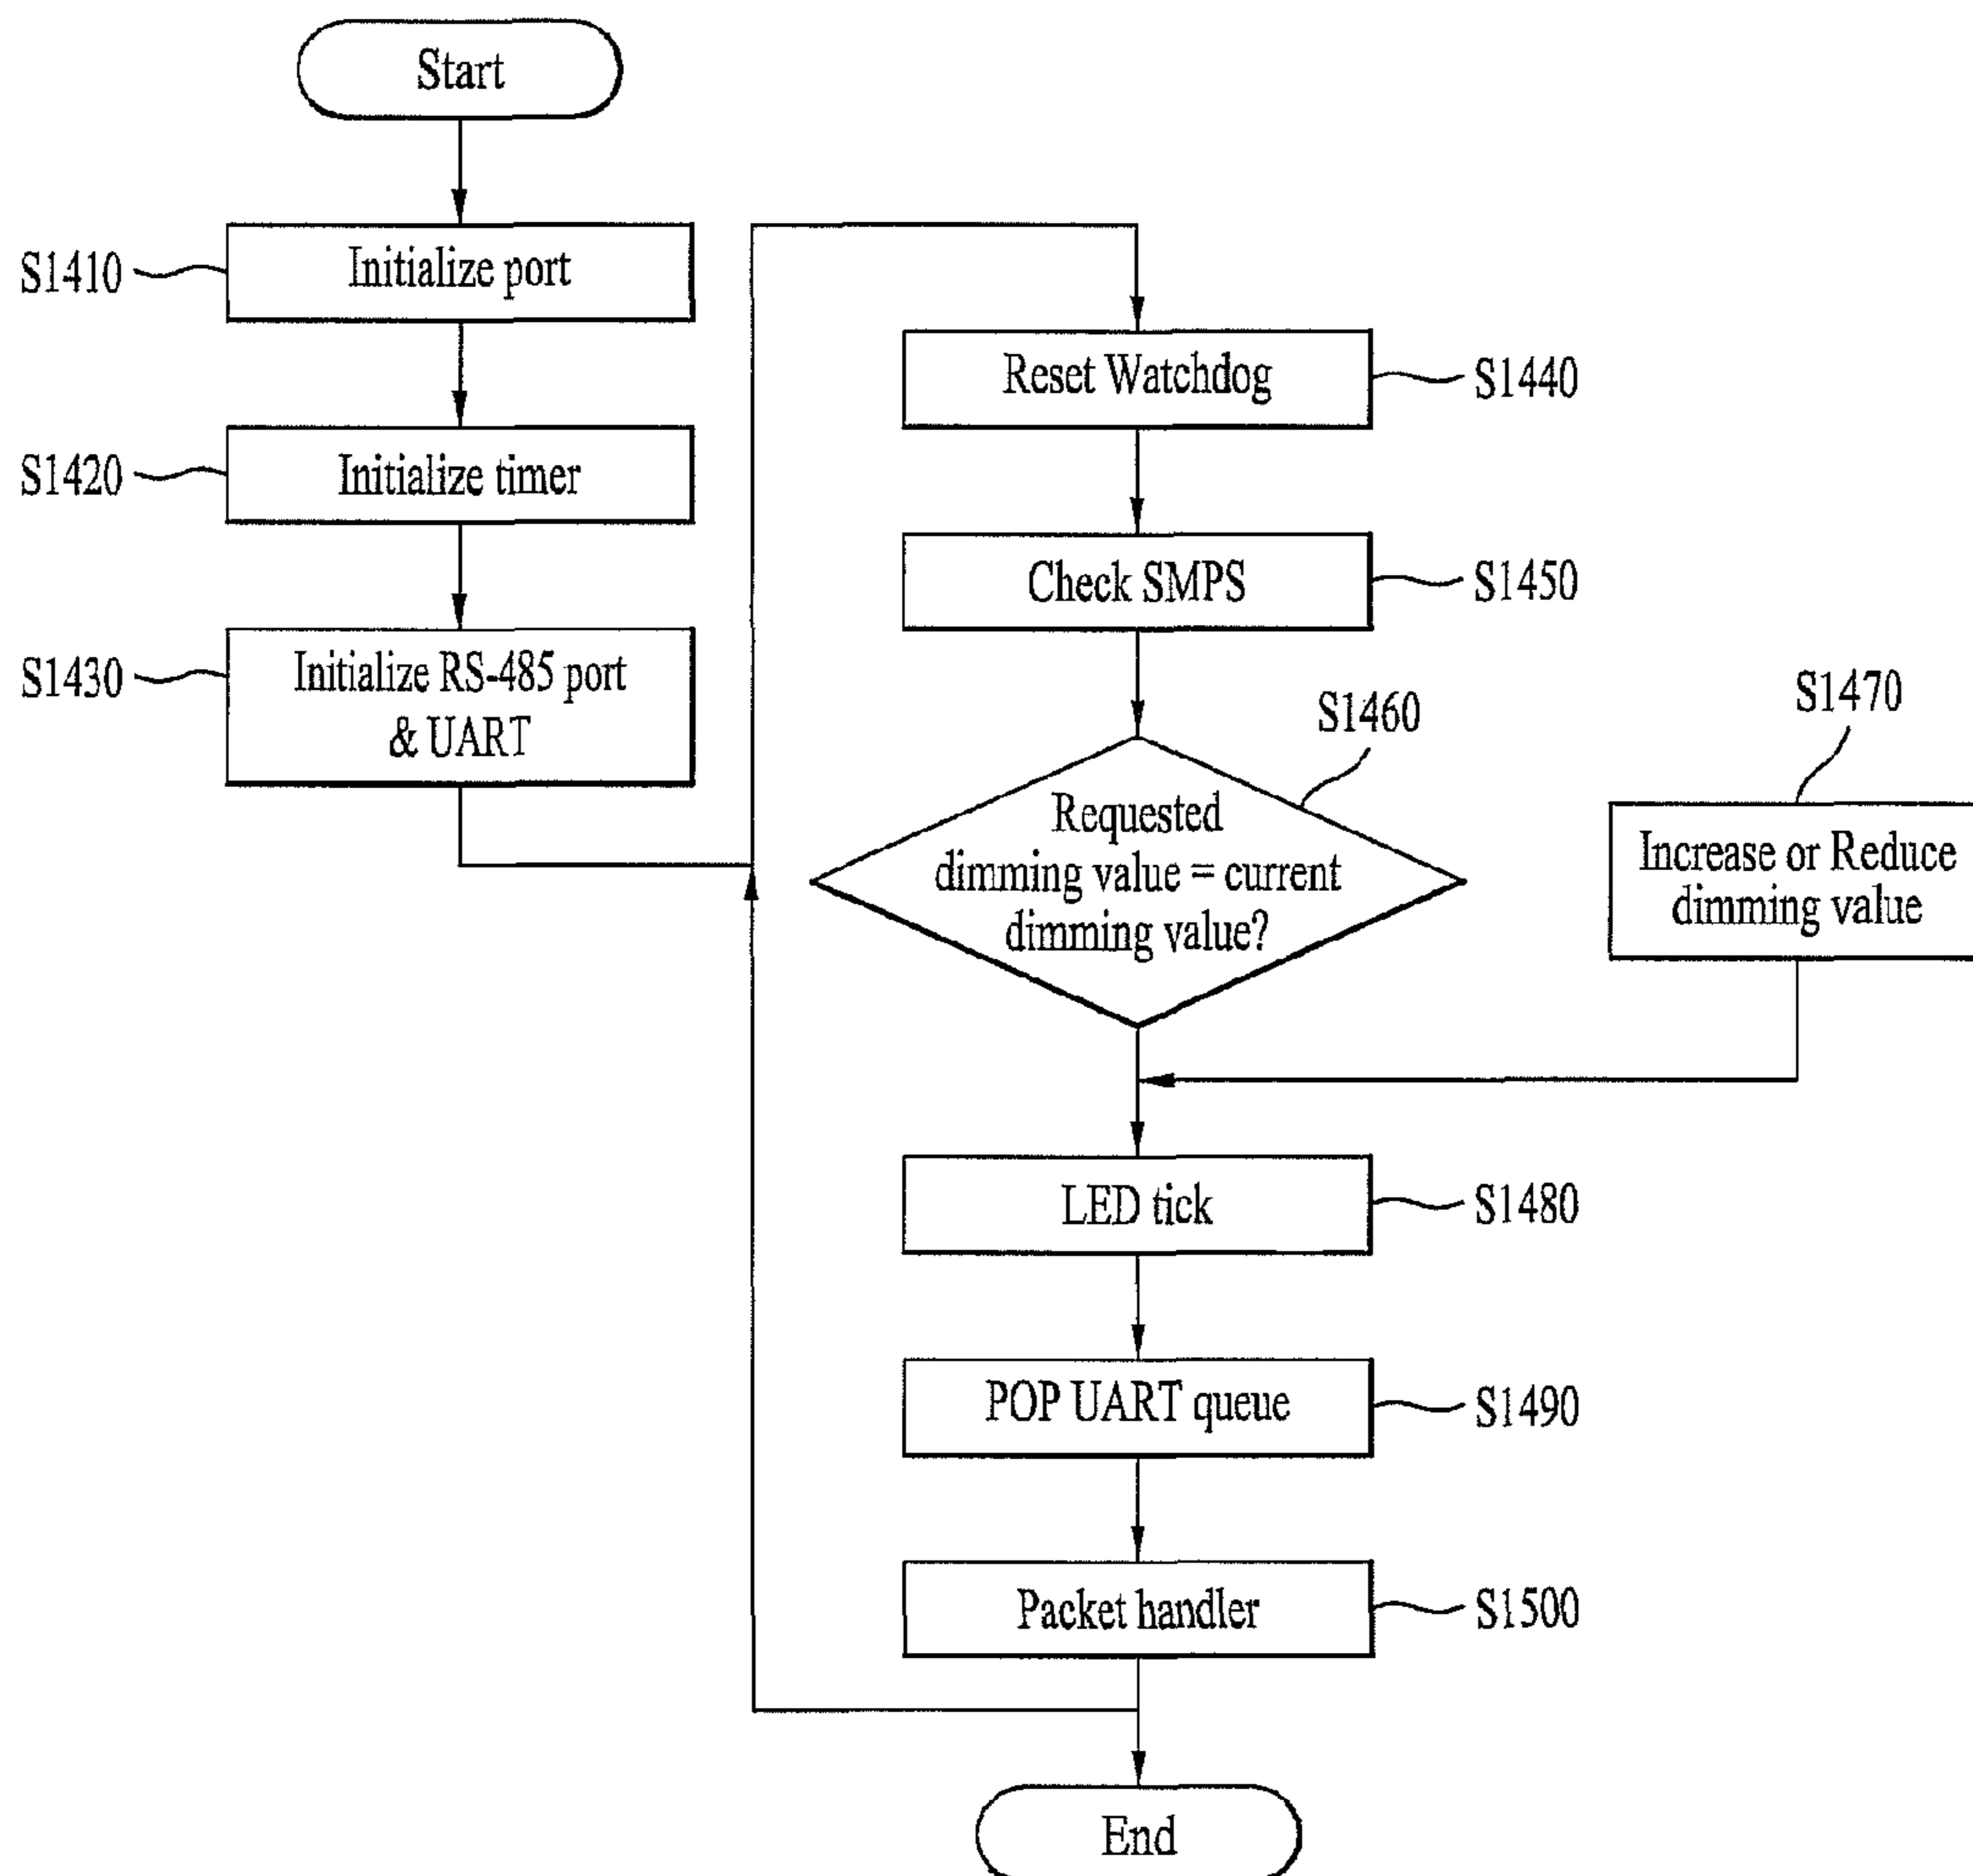 Start
S1410
Initialize port
S1420
Initialize timer
S1430
Initialize RS-485 port
& UART
Reset Watchdog
S1440
Check SMPS
S1450
S1460
Requested
dimming value = current
dimming value?
S1470
Increase or Reduce
dimming value
LED tick
S1480
POP UART queue
S1490
Packet handler
S1500
End